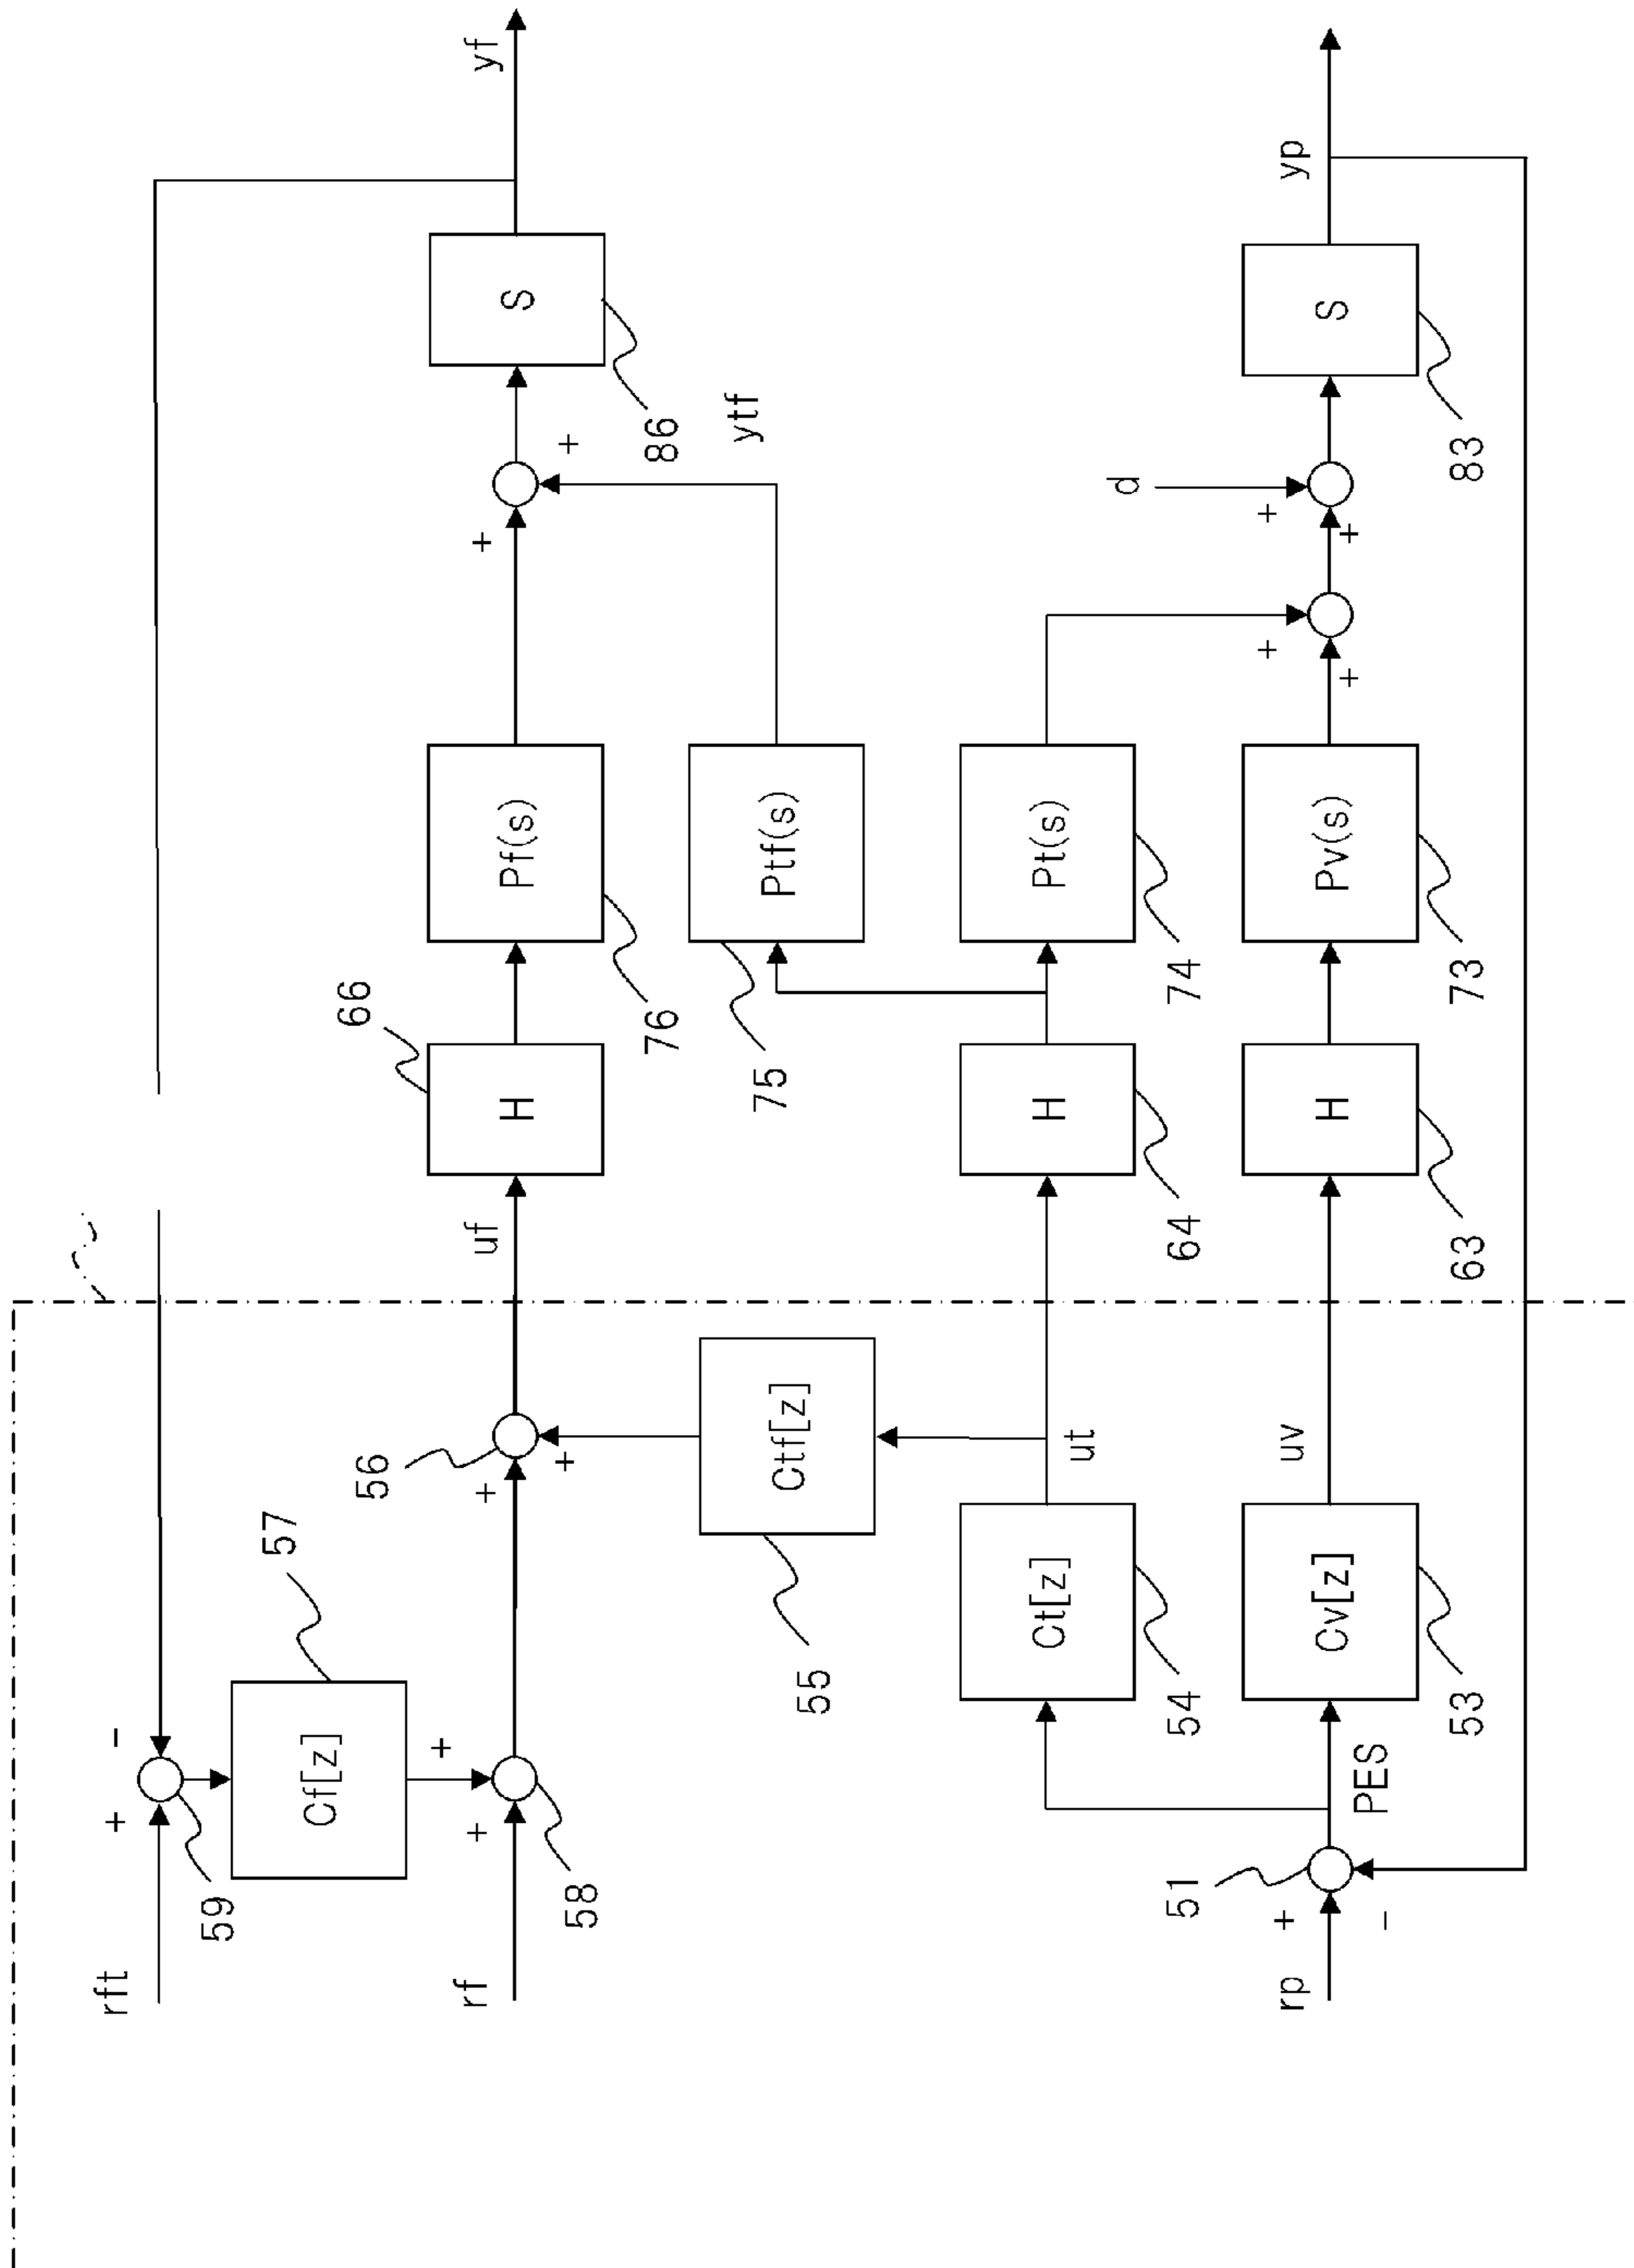 rft
+
-
59
Cf[z]
57
+
rf
+
58
+
56
+
uf
H
66
Pf(s)
76
+
+
S
86
yf
Ctf[z]
55
Ptf(s)
75
ytf
Ct[z]
54
ut
H
64
Pt(s)
74
+
+
d
+
+
rp
+
-
51
PES
Cv[z]
53
uv
H
63
Pv(s)
73
S
83
yp